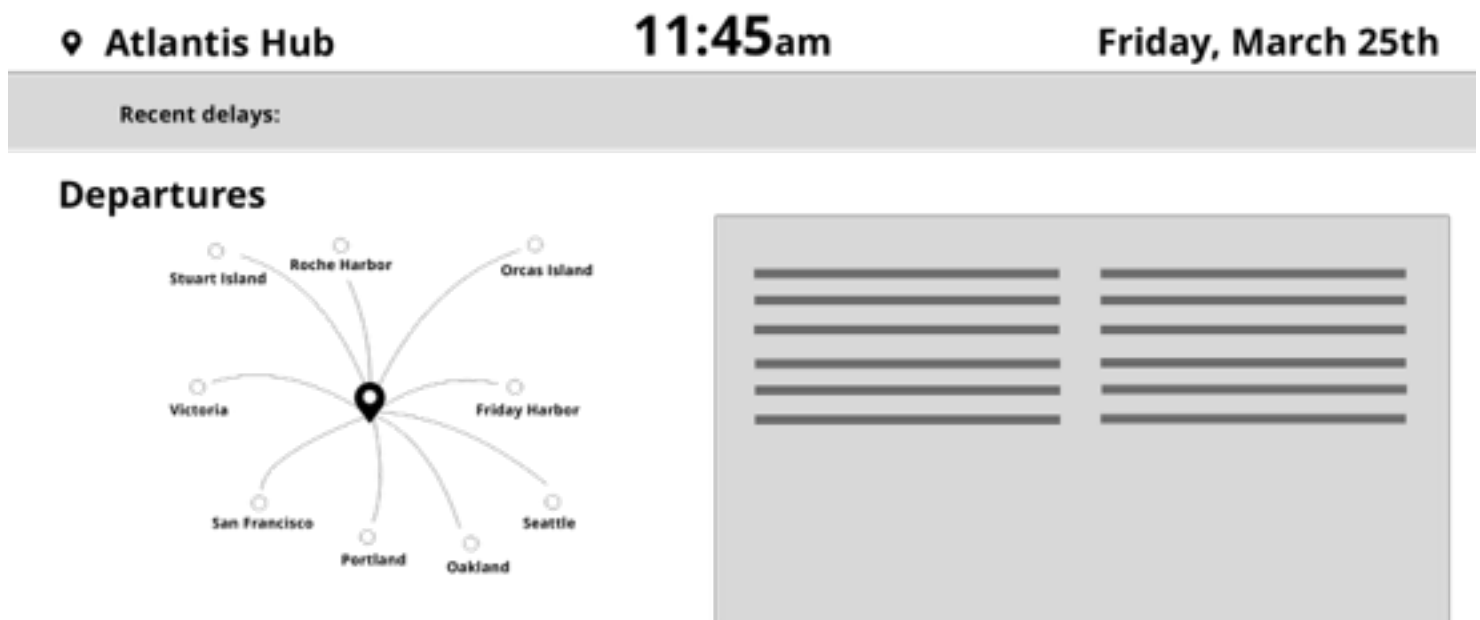 Atlantis Hub
11:45am
Friday, March 25th
Recent delays:
Departures
Stuart Island
Roche Harbor
Orcas Island
Victoria
Friday Harbor
San Francisco
Seattle
Portland
Oakland